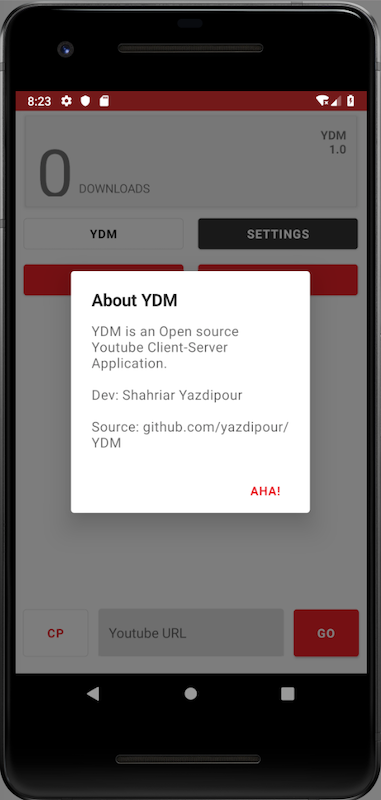 8:23
YDM
1.0
0 DOWNLOADS
YDM
SETTINGS
About YDM
YDM is an Open source
Youtube Client-Server
Application.
Dev: Shahriar Yazdipour
Source: github.com/yazdipour/
YDM
AHA!
CP
Youtube URL
GO